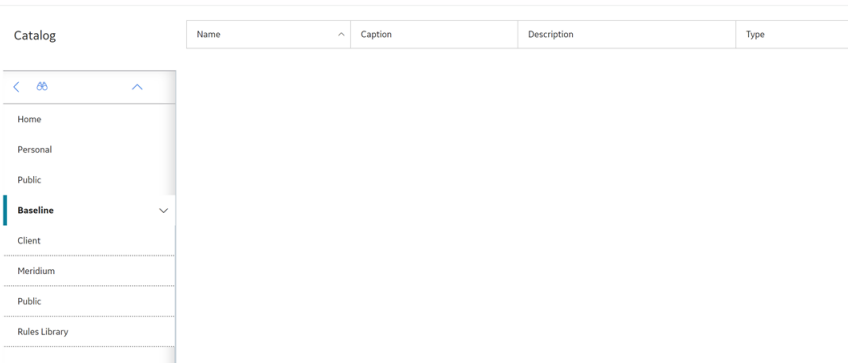 Catalog
Name
Caption
Description
Type
Home
Personal
Public
Baseline
Client
Meridium
Public
Rules Library